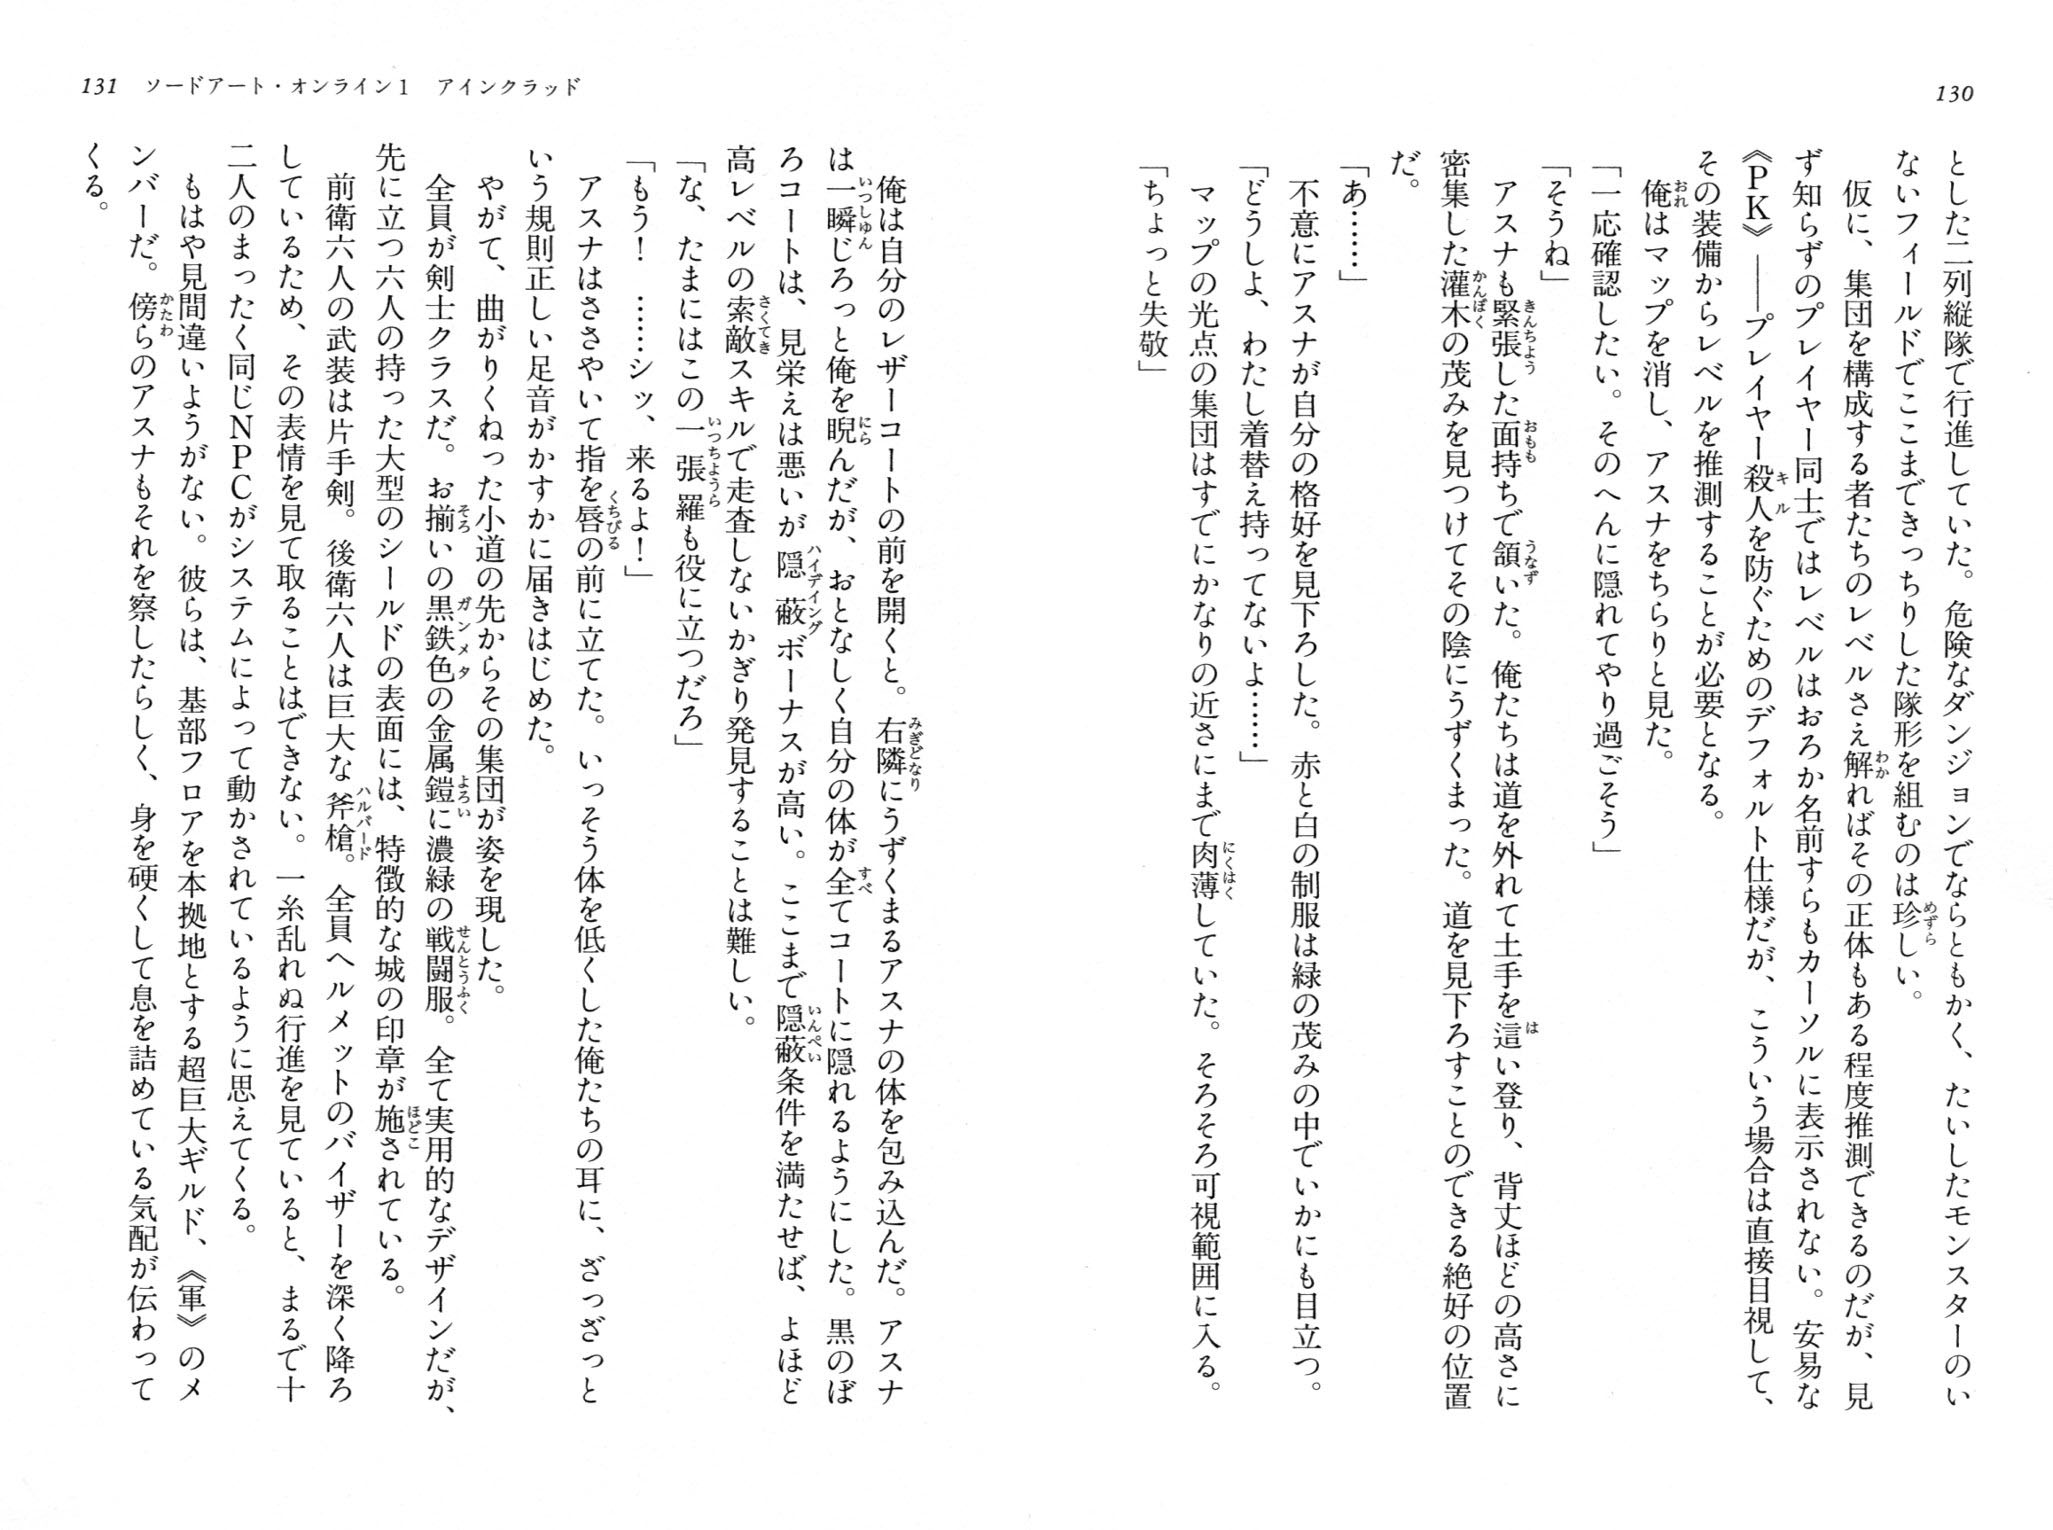 130
とした二列縦隊で行進していた。危険なダンジョンでならともかく、たいしたモンスターのい
ないフィールドでここまできっちりした隊形を組むのは珍しい。
仮に、集団を構成する者たちのレベルさえ解ればその正体もある程度推測できるのだが、見
ず知らずのプレイヤー同士ではレベルはおろか名前すらもカーソルに表示されない。安易な
《PK》――プレイヤー殺人を防ぐためのデフォルト仕様だが、こういう場合は直接目視して、
その装備からレベルを推測することが必要となる。
俺はマップを消し、アスナをちらりと見た。
「一応確認したい。そのへんに隠れてやり過ごそう」
「そうね」
アスナも緊張した面持ちで頷いた。俺たちは道を外れて土手を這い登り、背丈ほどの高さに
密集した灌木の茂みを見つけてその陰にうずくまった。道を見下ろすことのできる絶好の位置
だ。
「あ……」
不意にアスナが自分の格好を見下ろした。赤と白の制服は緑の茂みの中でいかにも目立つ。
「どうしよ、わたし着替え持ってないよ……」
マップの光点の集団はすでにかなりの近さにまで肉薄していた。そろそろ可視範囲に入る。
「ちょっと失敬」
131 ソードアート・オンライン1 アインクラッド
俺は自分のレザーコートの前を開くと。右隣にうずくまるアスナの体を包み込んだ。アスナ
は一瞬じろっと俺を睨んだが、おとなしく自分の体が全てコートに隠れるようにした。黒のぼ
ろコートは、見栄えは悪いが隠蔽ボーナスが高い。ここまで隠蔽条件を満たせば、よほど
高レベルの索敵スキルで走査しないかぎり発見することは難しい。
「な、たまにはこの一張羅も役に立つだろ」
「もう！ ……シッ、来るよ！」
アスナはささやいて指を唇の前に立てた。いっそう体を低くした俺たちの耳に、ざっざっと
いう規則正しい足音がかすかに届きはじめた。
やがて、曲がりくねった小道の先からその集団が姿を現した。
全員が剣士クラスだ。お揃いの黒鉄色の金属鎧に濃緑の戦闘服。全て実用的なデザインだが、
先に立つ六人の持った大型のシールドの表面には、特徴的な城の印章が施されている。
前衛六人の武装は片手剣。後衛六人は巨大な斧槍。全員ヘルメットのバイザーを深く降ろ
しているため、その表情を見て取ることはできない。一糸乱れぬ行進を見ていると、まるで十
二人のまったく同じNPCがシステムによって動かされているように思えてくる。
もはや見間違いようがない。彼らは、基部フロアを本拠地とする超巨大ギルド、《軍》のメ
ンバーだ。傍らのアスナもそれを察したらしく、身を硬くして息を詰めている気配が伝わって
くる。